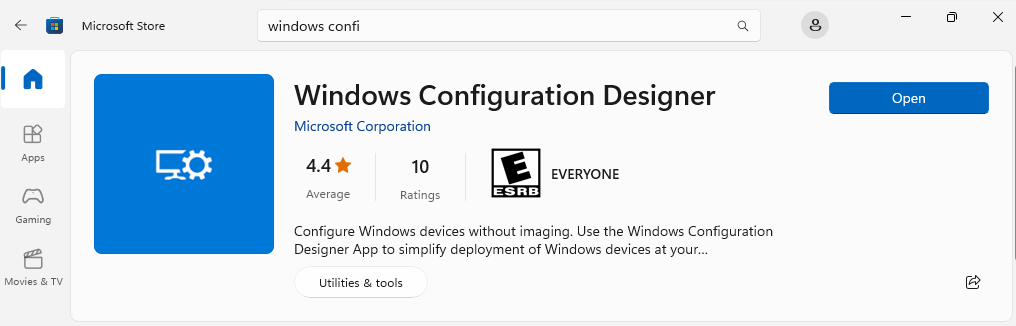 Microsoft Store
windows confi
Windows Configuration Designer
Open
Microsoft Corporation
4.4
10
E
ESRB
EVERYONE
Average
Ratings
Configure Windows devices without imaging. Use the Windows Configuration
Designer App to simplify deployment of Windows devices at your...
Utilities & tools
Apps
Gaming
Movies & TV